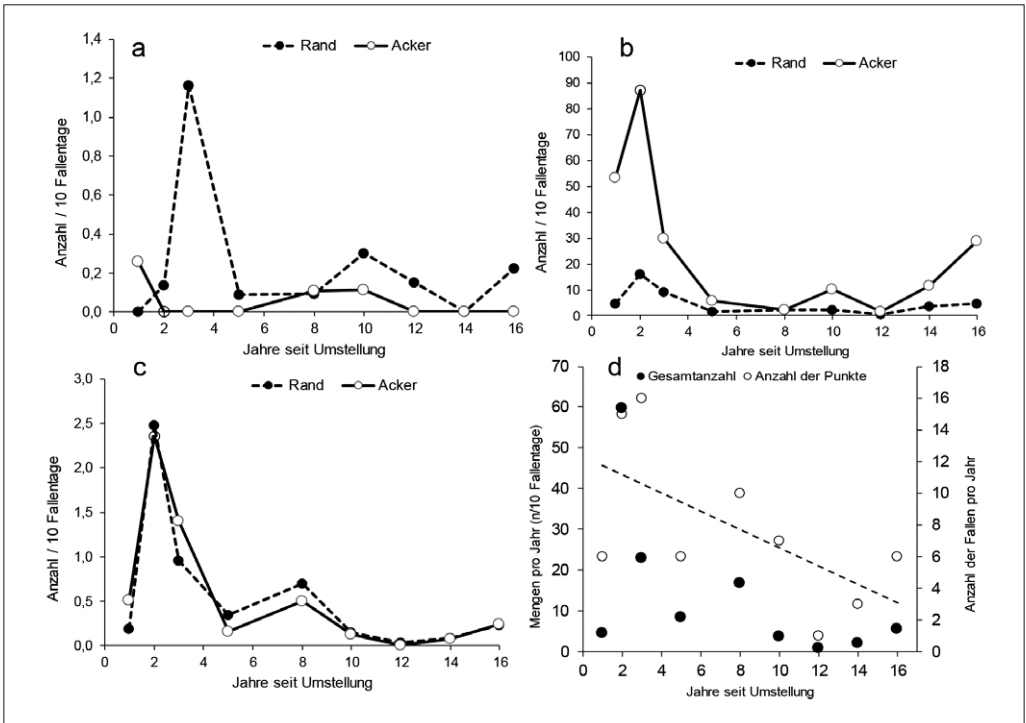 a
Rand Acker
1,4
1,2
1,0
0,8
0,6
0,4
0,2
0,0
Anzahl / 10 Fallentage
0 2 4 6 8 10 12 14 16
Jahre seit Umstellung
b
Rand Acker
100
90
80
70
60
50
40
30
20
10
0
Anzahl / 10 Fallentage
0 2 4 6 8 10 12 14 16
Jahre seit Umstellung
c
Rand Acker
3,0
2,5
2,0
1,5
1,0
0,5
0,0
Anzahl / 10 Fallentage
0 2 4 6 8 10 12 14 16
Jahre seit Umstellung
d
Gesamtanzahl Anzahl der Punkte
70
60
50
40
30
20
10
0
Mengen pro Jahr (n/10 Fallentage)
18
16
14
12
10
8
6
4
2
0
Anzahl der Fallen pro Jahr
0 2 4 6 8 10 12 14 16
Jahre seit Umstellung